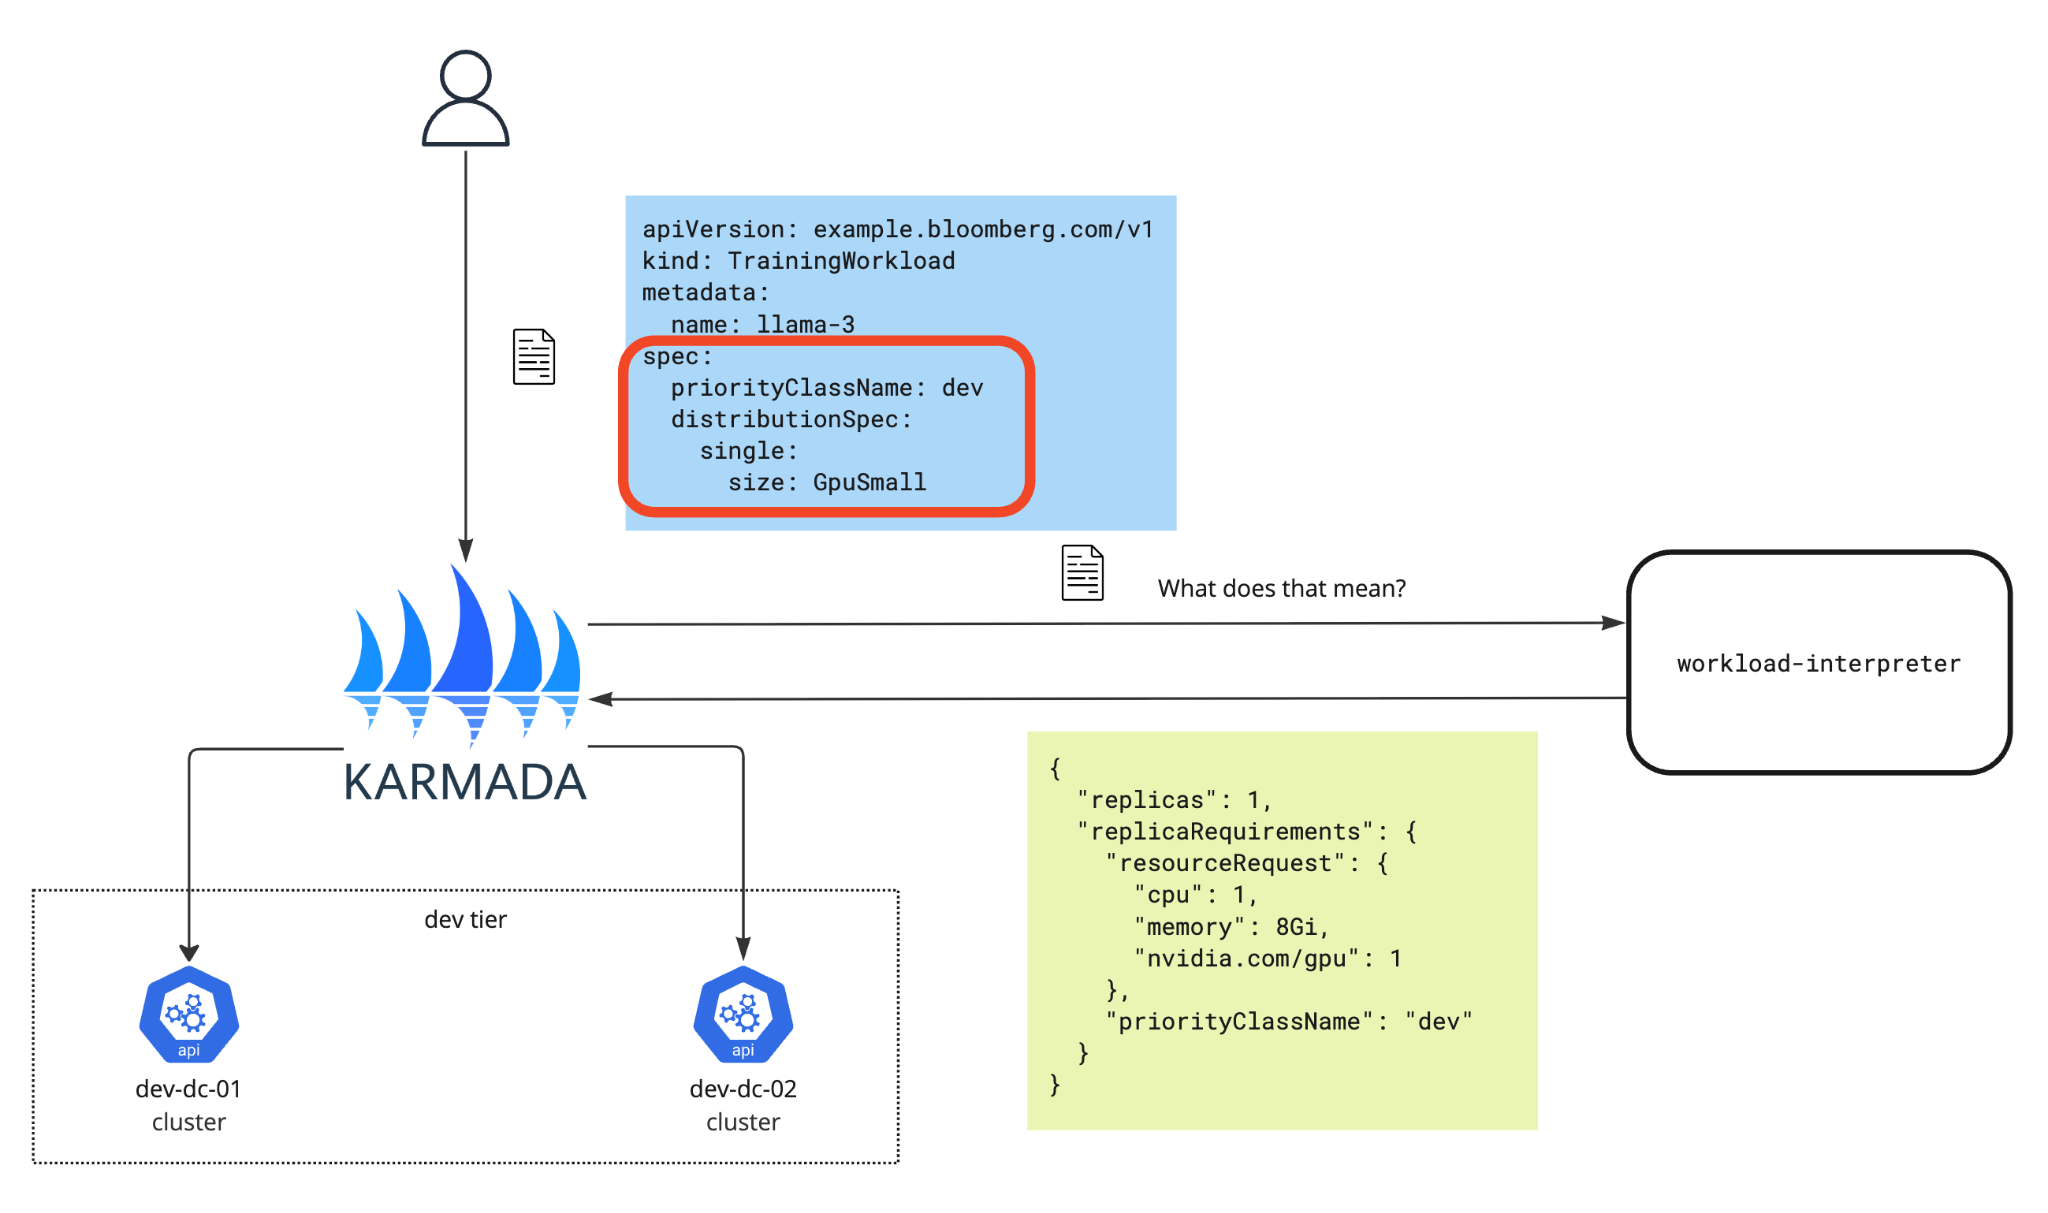 apiVersion: example.bloomberg.com/v1
kind: TrainingWorkload
metadata:
  name: llama-3
spec:
  priorityClassName: dev
  distributionSpec:
    single:
      size: GpuSmall
What does that mean?
workload-interpreter
KARMADA
{
  "replicas": 1,
  "replicaRequirements": {
    "resourceRequest": {
      "cpu": 1,
      "memory": 8Gi,
      "nvidia.com/gpu": 1
    },
    "priorityClassName": "dev"
  }
}
dev tier
api
dev-dc-01
cluster
api
dev-dc-02
cluster